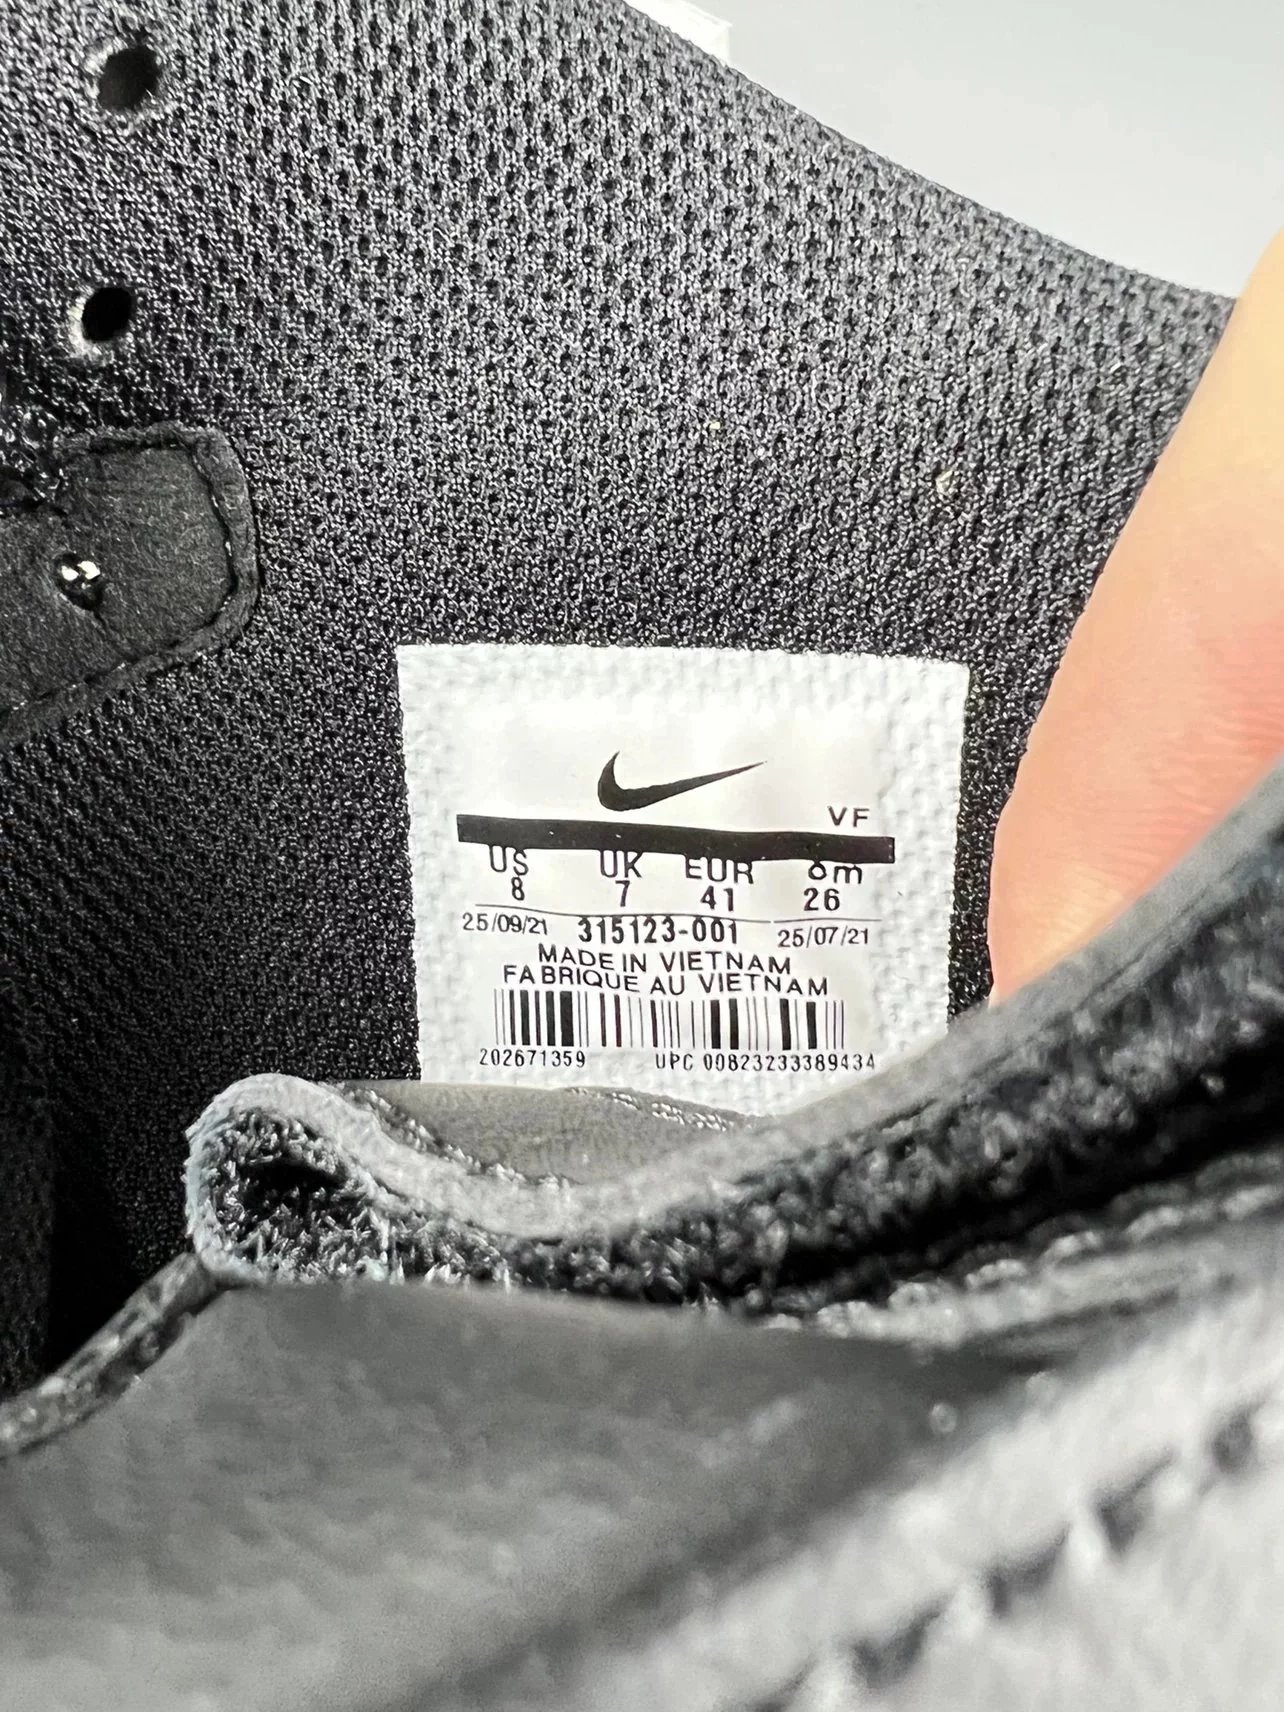 VF
US UK EUR cm
8 7 41 26
25/09/21 315123-001 25/07/21
MADE IN VIETNAM
FABRIQUE AU VIETNAM
202671359 UPC 00823233389434